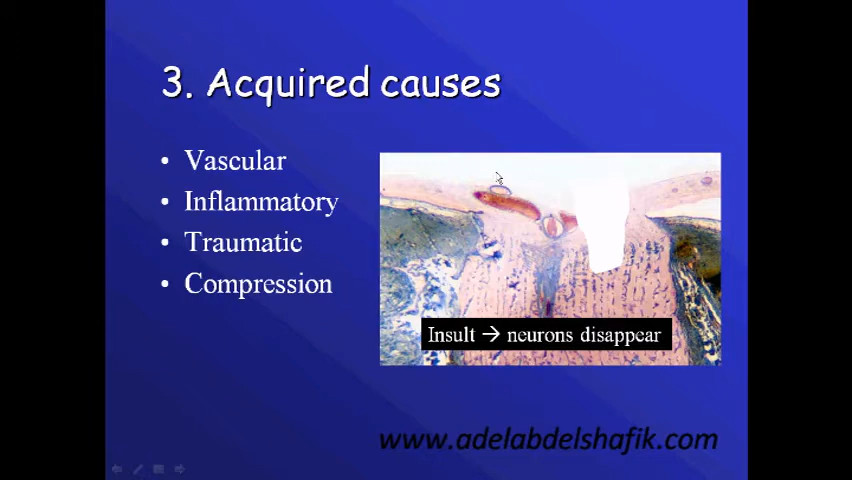 3. Acquired causes
• Vascular
• Inflammatory
• Traumatic
• Compression
Insult → neurons disappear
www.adelabdelshafik.com